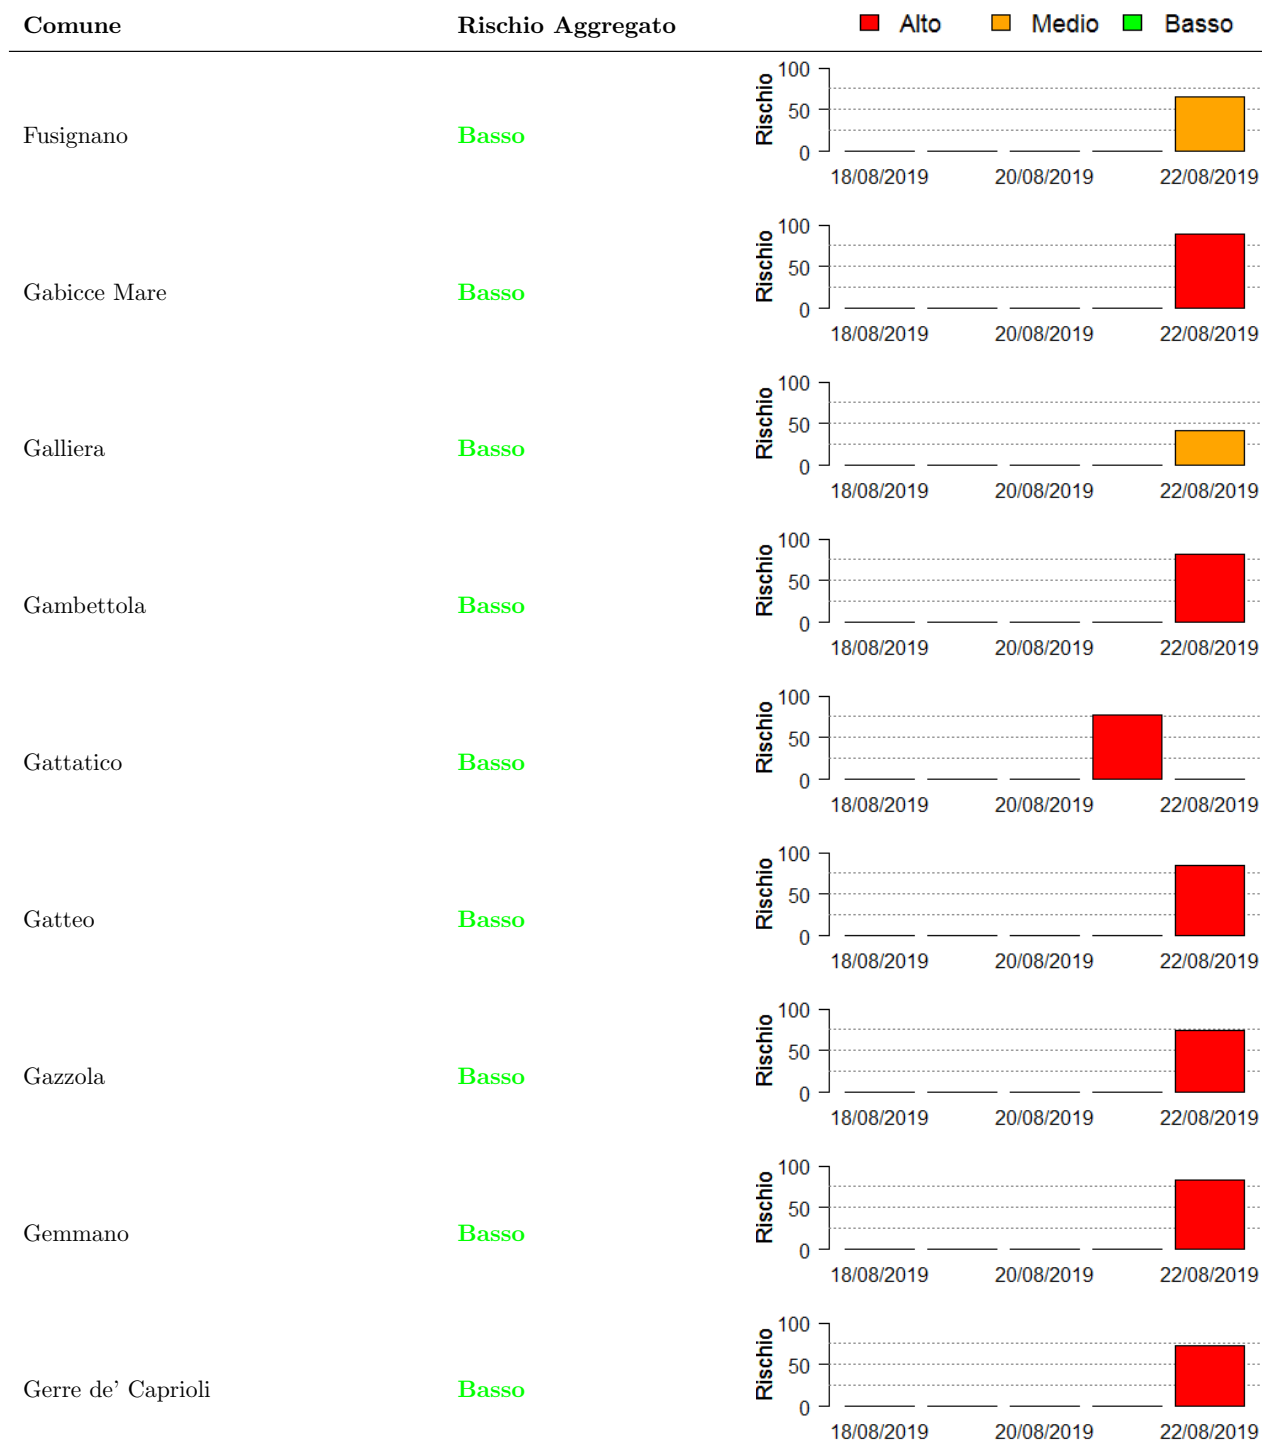 Comune Rischio Aggregato Alto Medio Basso
Fusignano Basso Rischio 100 50 0
18/08/2019 20/08/2019 22/08/2019
Gabicce Mare Basso Rischio 100 50 0
18/08/2019 20/08/2019 22/08/2019
Galliera Basso Rischio 100 50 0
18/08/2019 20/08/2019 22/08/2019
Gambettola Basso Rischio 100 50 0
18/08/2019 20/08/2019 22/08/2019
Gattatico Basso Rischio 100 50 0
18/08/2019 20/08/2019 22/08/2019
Gatteo Basso Rischio 100 50 0
18/08/2019 20/08/2019 22/08/2019
Gazzola Basso Rischio 100 50 0
18/08/2019 20/08/2019 22/08/2019
Gemmano Basso Rischio 100 50 0
18/08/2019 20/08/2019 22/08/2019
Gerre de' Caprioli Basso Rischio 100 50 0
18/08/2019 20/08/2019 22/08/2019